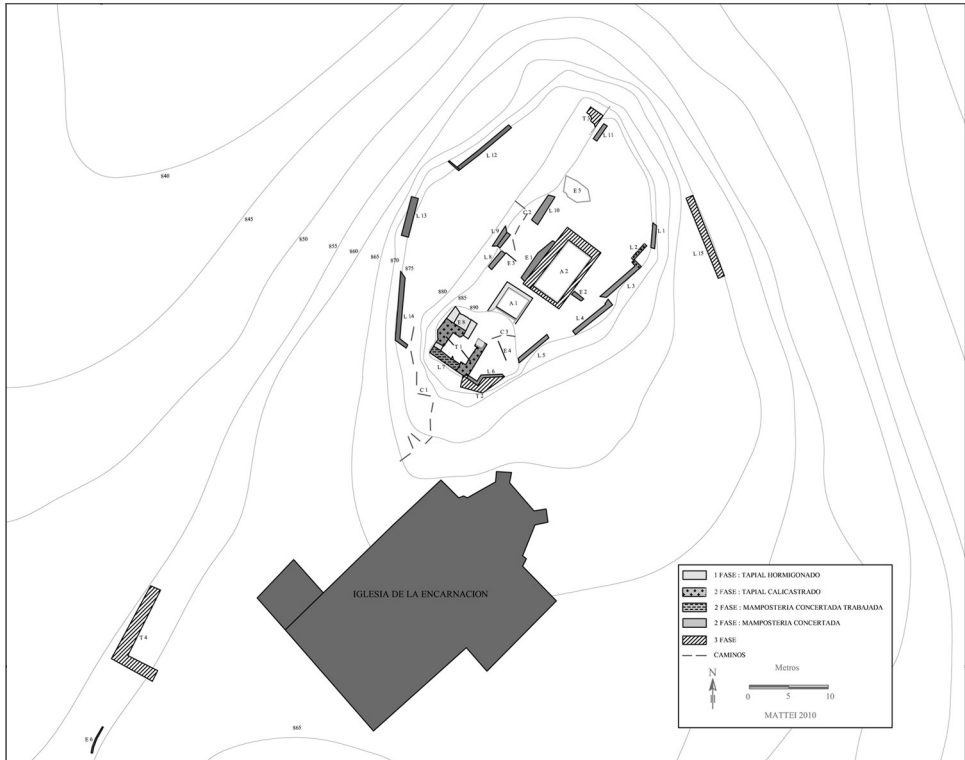 T 3
L 11
L 12
840
E 5
845
L 13
C 2
L 10
850
L 9
L 1
855
L 2
860
E 3
L 15
865
L 8
E 1
A 2
870
875
E 2
L 3
880
885
A 1
890
L 4
L 14
E 8
C 3
T 1
E 4
L 5
L 7
L 6
T 2
C 1
IGLESIA DE LA ENCARNACION
T 4
E 6
865
1 FASE : TAPIAL HORMIGONADO
2 FASE : TAPIAL CALICASTRADO
2 FASE : MAMPOSTERIA CONCERTADA TRABAJADA
2 FASE : MAMPOSTERIA CONCERTADA
3 FASE
CAMINOS
N
Metros
0 5 10
MATTEI 2010